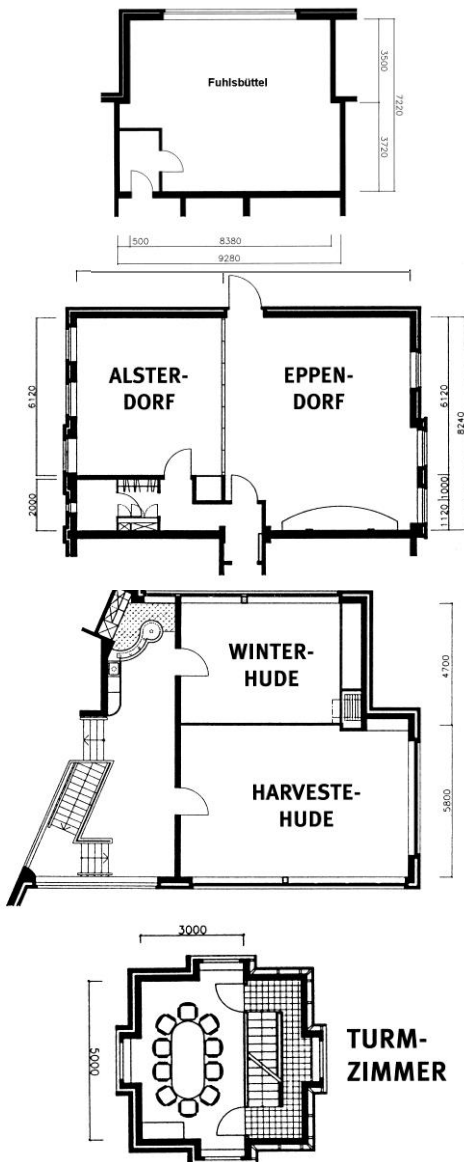 Fuhlsbüttel
3500
7220
3720
500
8380
9280
ALSTER-
DORF
EPPEN-
DORF
6120
2000
6120
8240
1000
1120
WINTER-
HUDE
4700
HARVESTE-
HUDE
5800
3000
5000
TURM-
ZIMMER